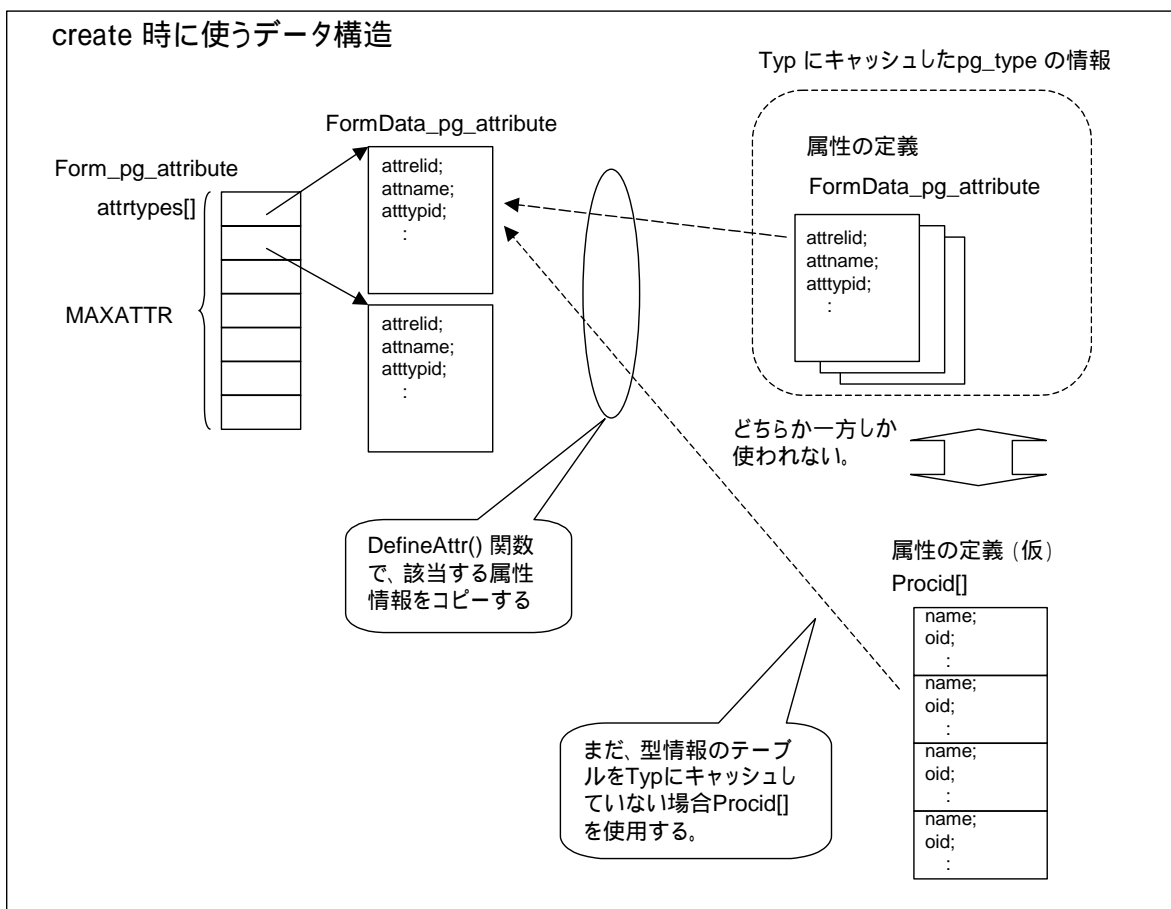 create 時に使うデータ構造
Typ にキャッシュしたpg_type の情報
FormData_pg_attribute
Form_pg_attribute
attrtypes[]
MAXATTR
attrelid;
attname;
atttypid;
:
attrelid;
attname;
atttypid;
:
属性の定義
FormData_pg_attribute
attrelid;
attname;
atttypid;
:
どちらか一方しか
使われない。
DefineAttr() 関数
で、該当する属性
情報をコピーする
属性の定義（仮）
Procid[]
name;
oid;
:
name;
oid;
:
name;
oid;
:
name;
oid;
:
まだ、型情報のテーブ
ルをTypにキャッシュし
ていない場合Procid[]
を使用する。